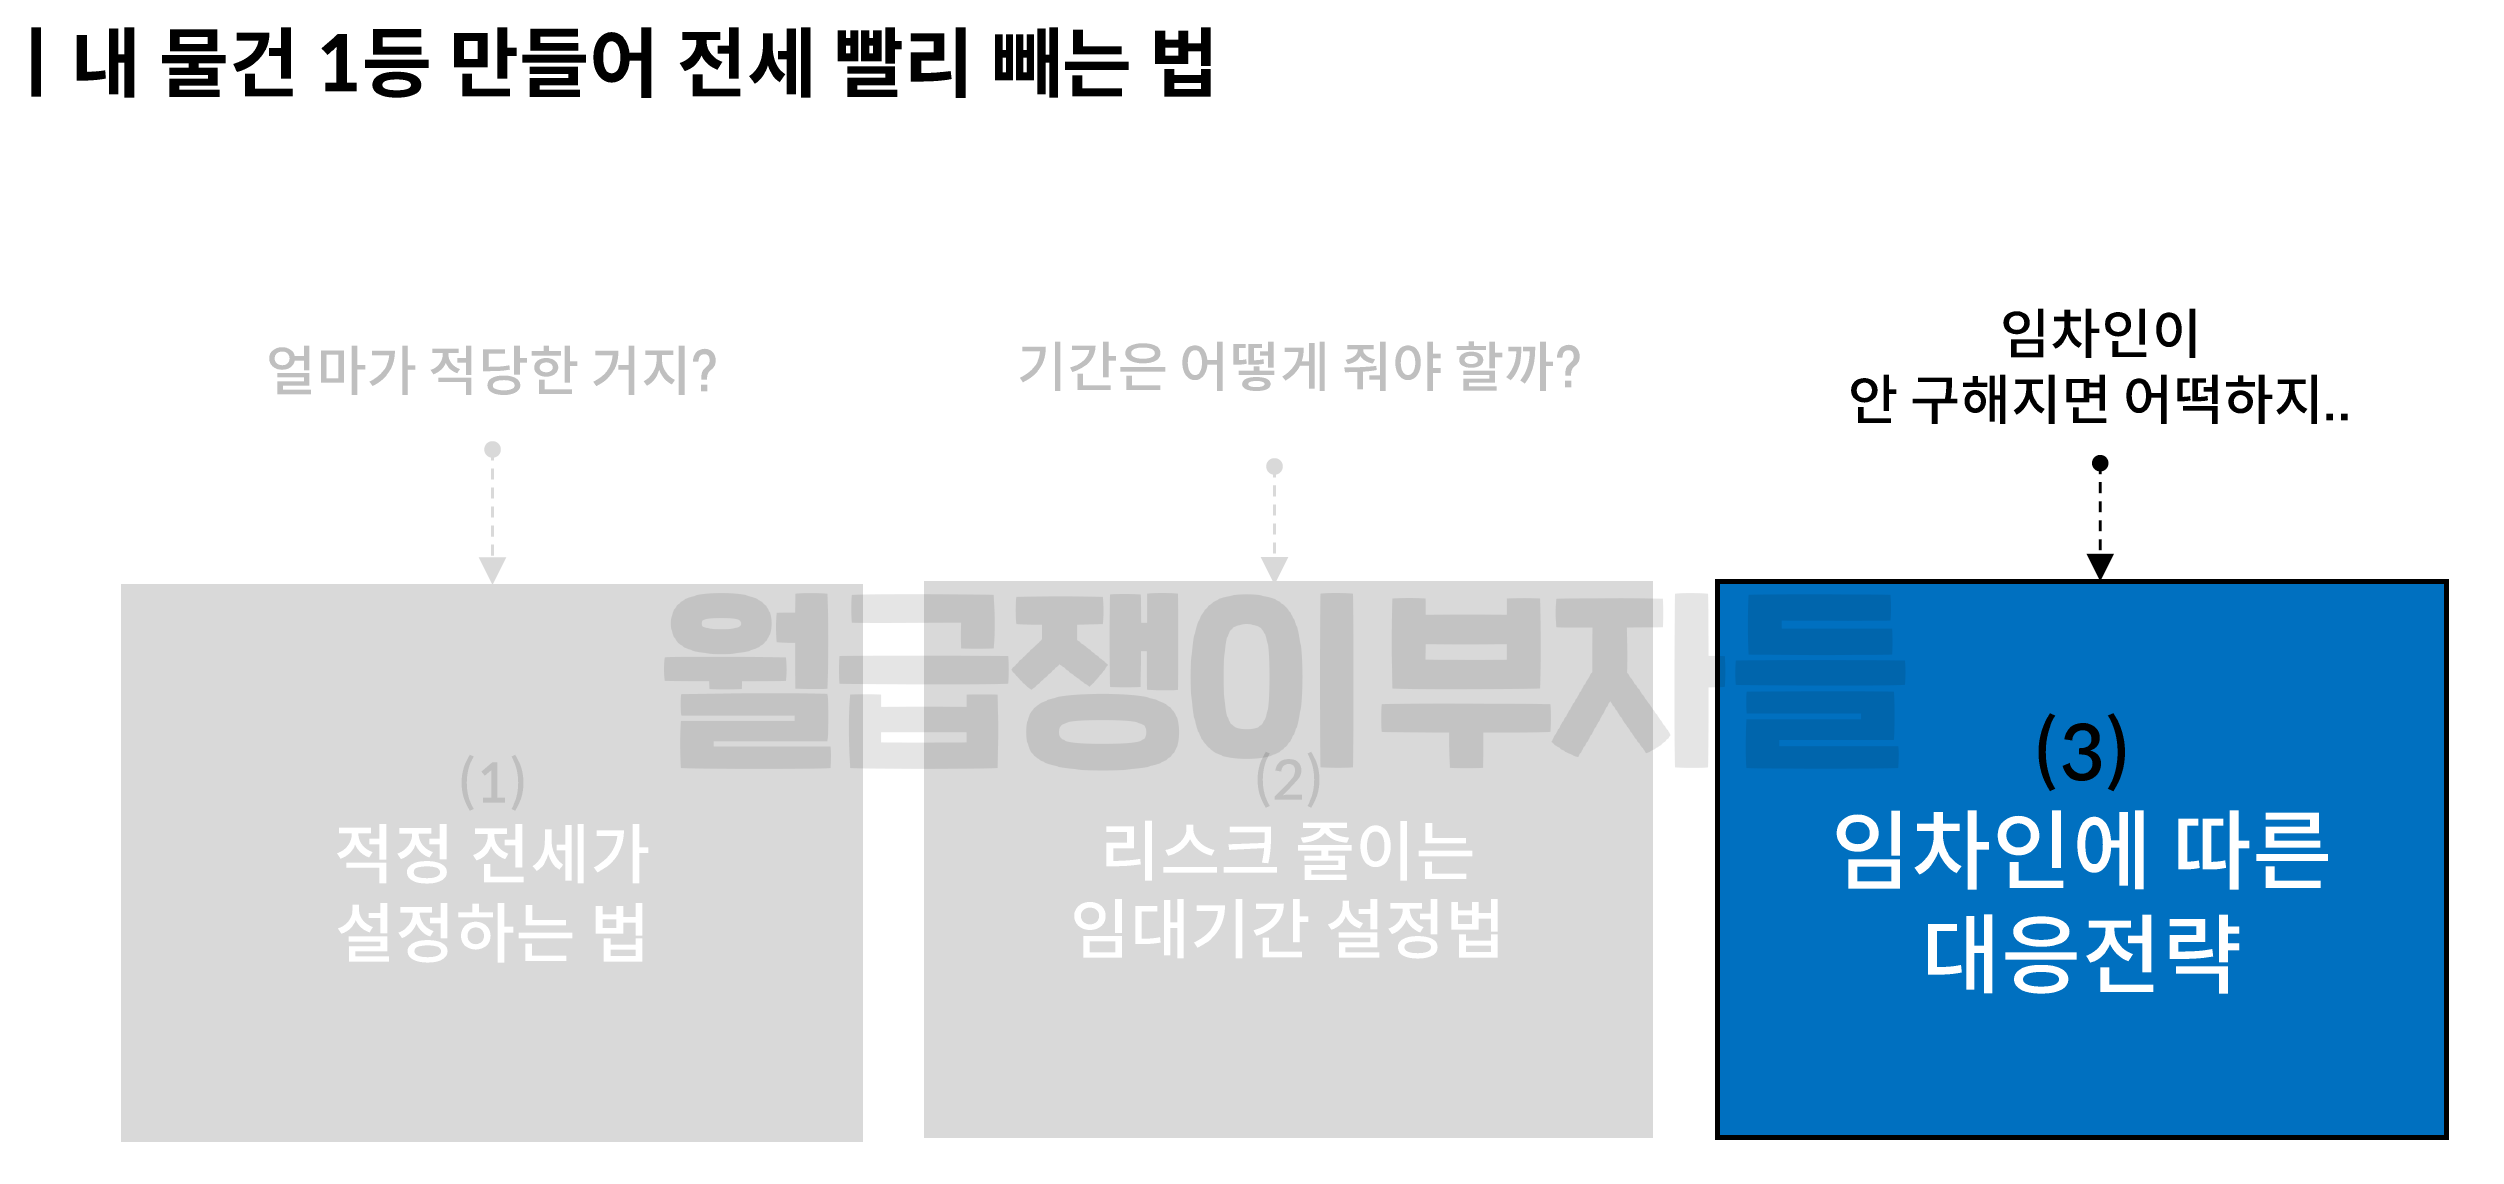 | 내 물건 1등 만들어 전세 빨리 빼는 법
얼마가 적당한 거지?
기간은 어떻게 줘야 할까?
임차인이
안 구해지면 어떡하지..
월급쟁이부자들
(1)
적정 전세가
설정하는 법
(2)
리스크 줄이는
임대기간 설정법
(3)
임차인에 따른
대응전략